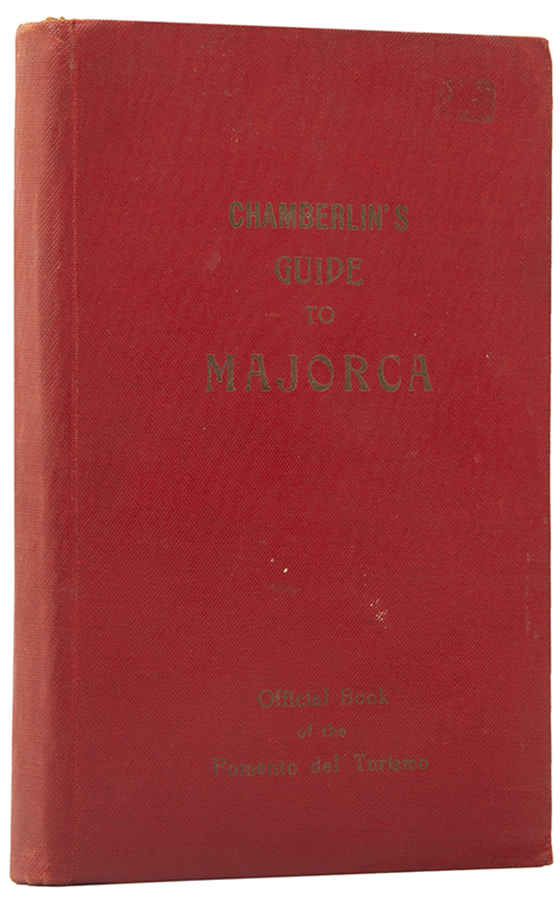 CHAMBERLIN'S
GUIDE
TO
MAJORCA
Official Book
of the
Fomento del Turismo